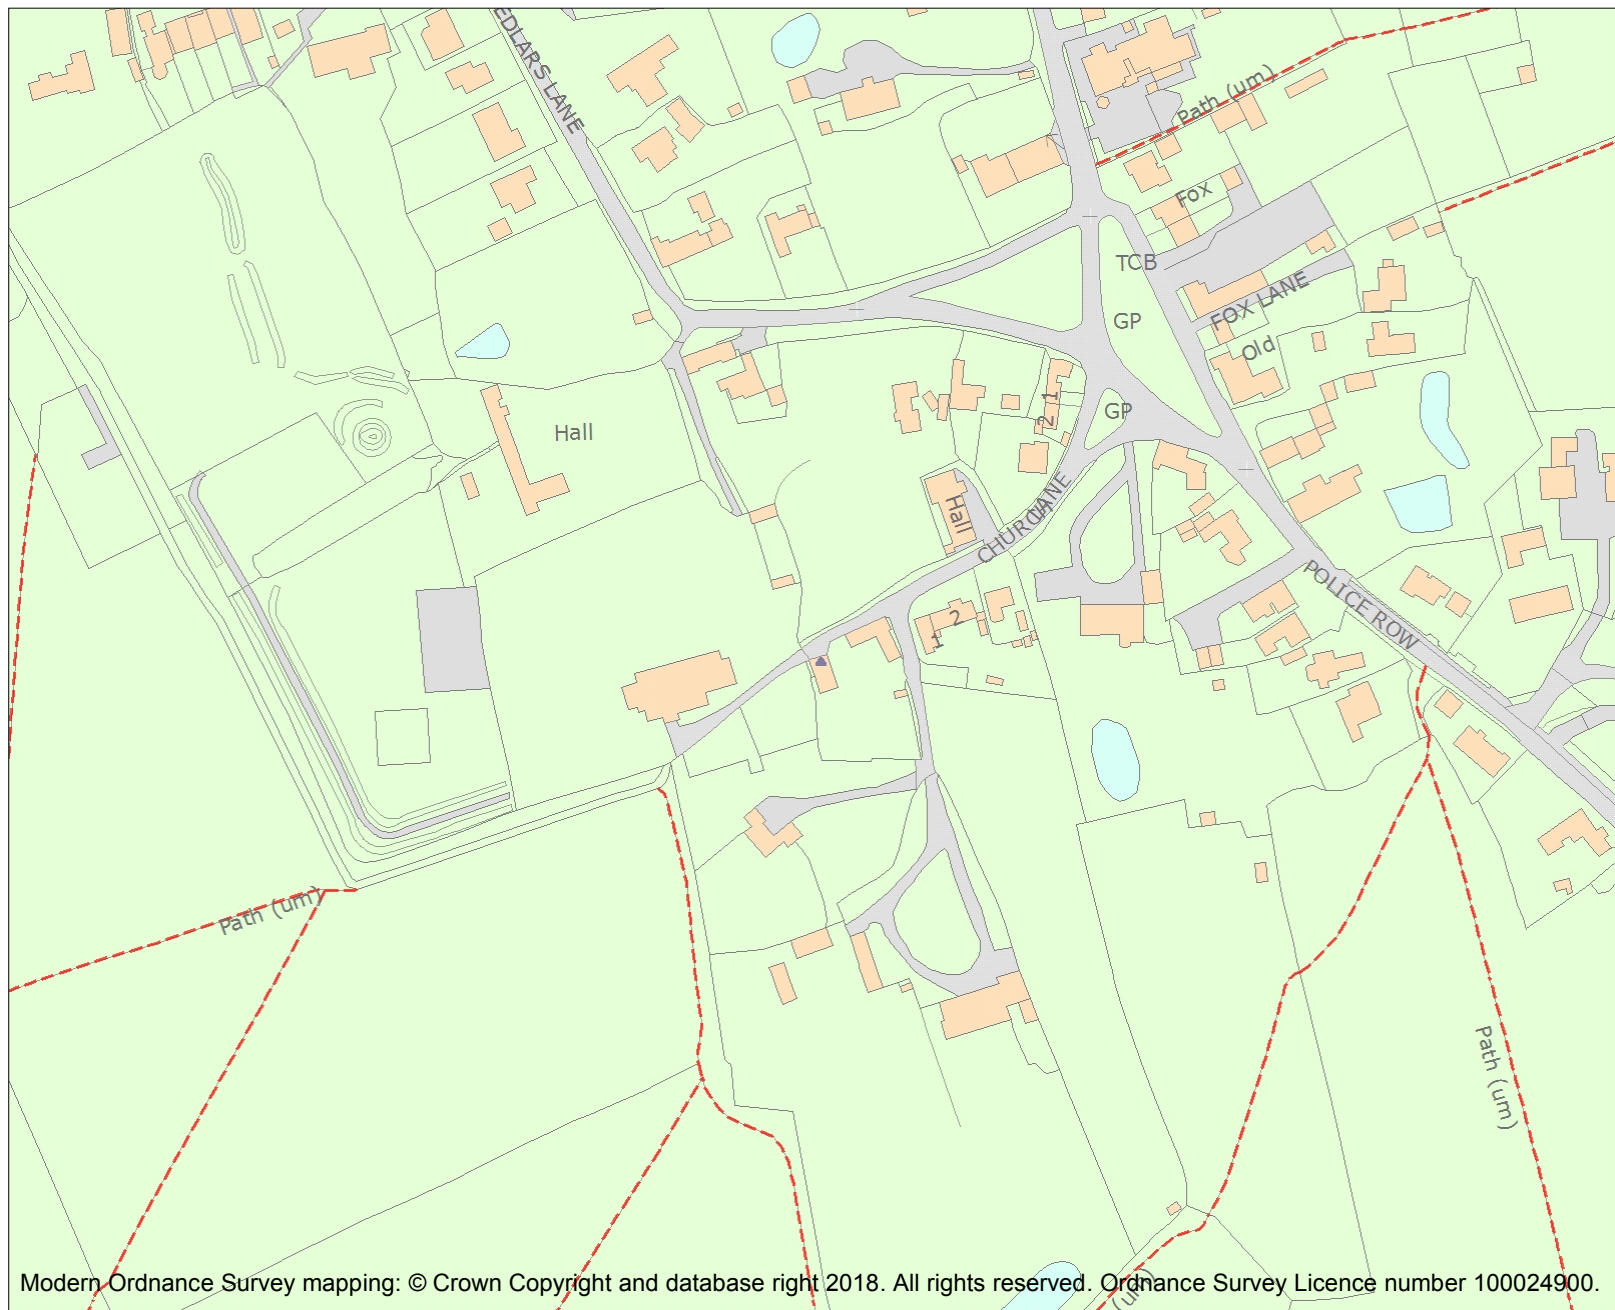 EDLARS LANE
Path (um)
Fox
TCB
FOX LANE
GP
Old
1
2
GP
Hall
Hall
CHURCH LANE
POLICE ROW
2
1
Path (um)
Path (um)
(um)
Modern Ordnance Survey mapping: © Crown Copyright and database right 2018. All rights reserved. Ordnance Survey Licence number 100024900.